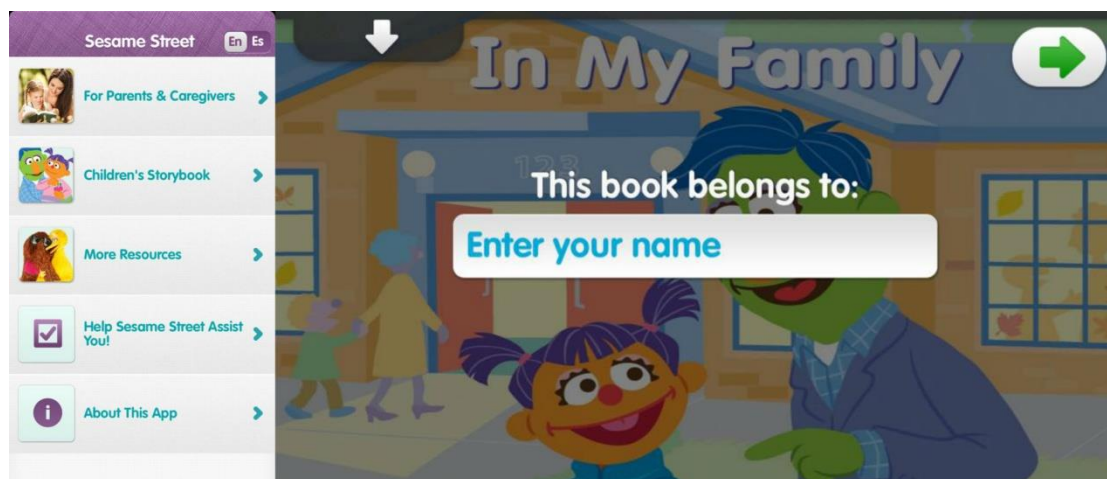 Sesame Street
En Es
For Parents & Caregivers
Children's Storybook
More Resources
Help Sesame Street Assist
You!
i About This App
In My Family
123
This book belongs to:
Enter your name